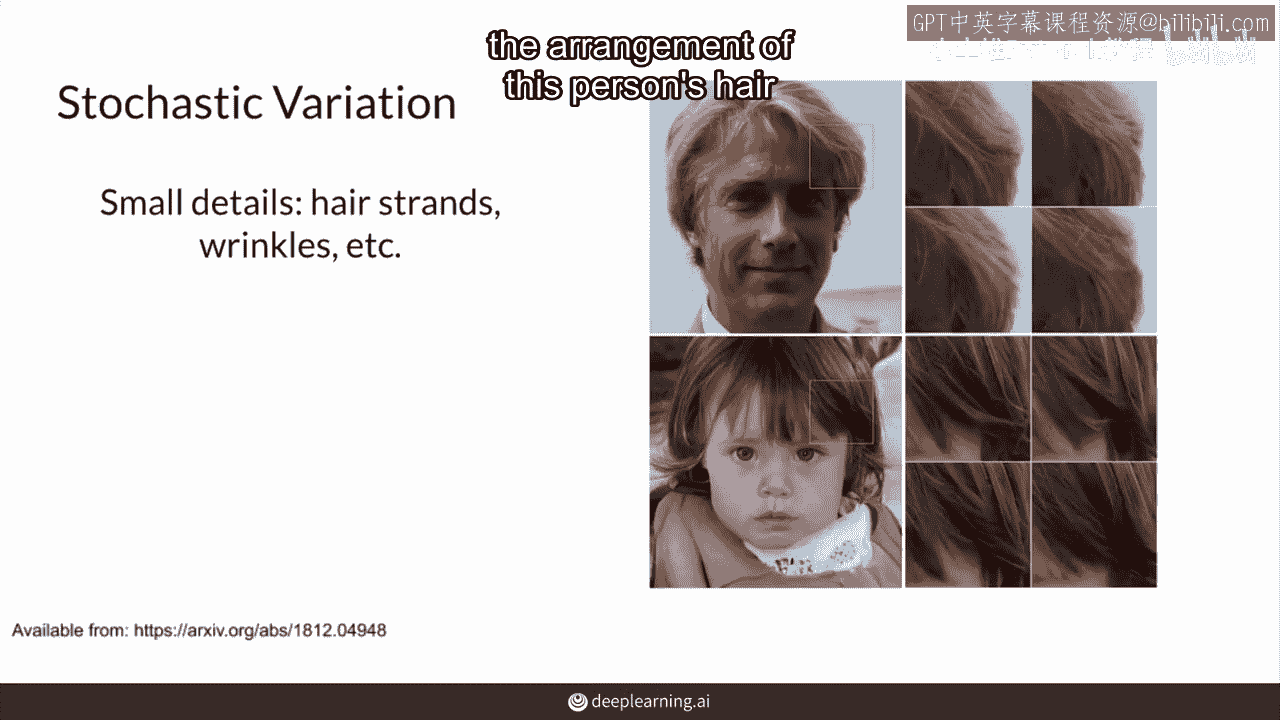 GPT中英字幕课程资源@bilibili.com
the arrangement of
this person's hair
Stochastic Variation
Small details: hair strands,
wrinkles, etc.
Available from: https://arxiv.org/abs/1812.04948
deeplearning.ai